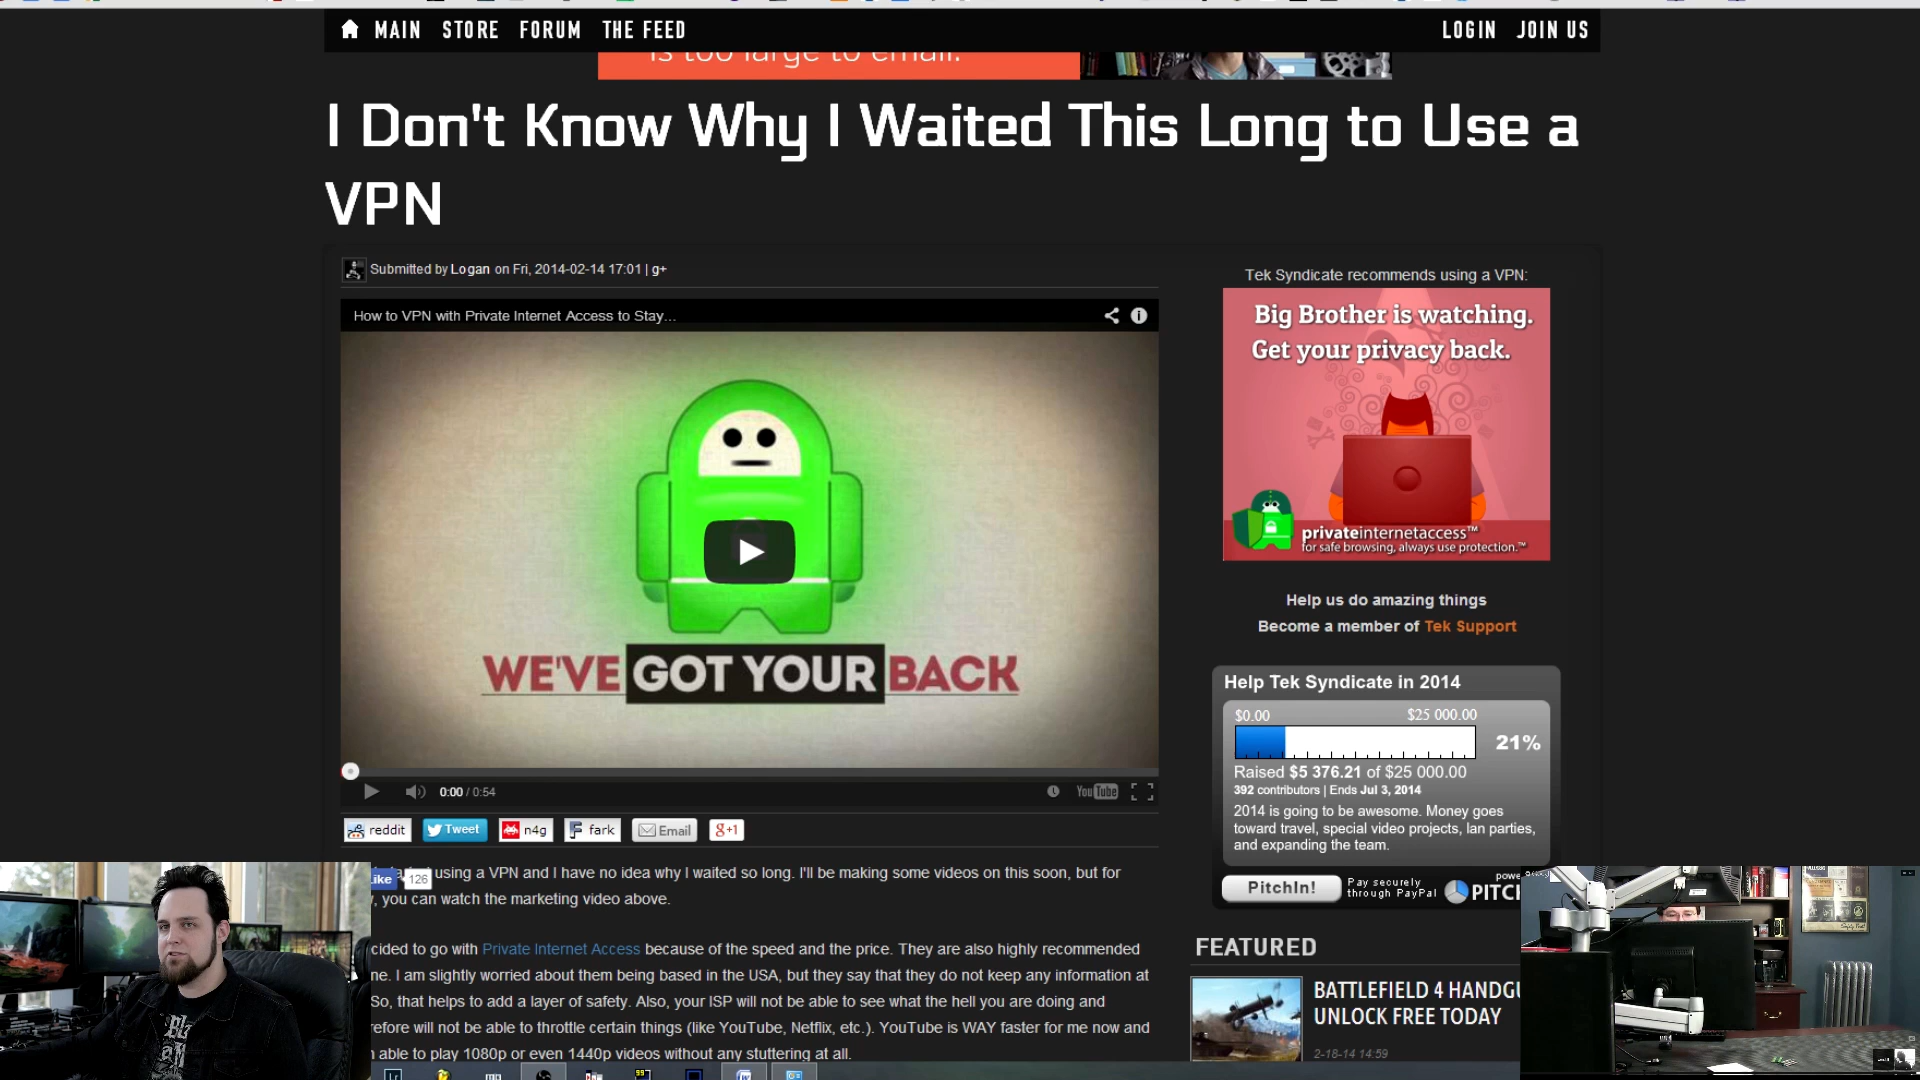 MAIN STORE FORUM THE FEED LOGIN JOIN US
is too large to email.
I Don't Know Why I Waited This Long to Use a
VPN
Submitted by Logan on Fri, 2014-02-14 17:01 | g+
How to VPN with Private Internet Access to Stay...
WE'VE GOT YOUR BACK
0:00 / 0:54
YouTube
reddit Tweet n4g fark Email g+1
Like 126
using a VPN and I have no idea why I waited so long. I'll be making some videos on this soon, but for
, you can watch the marketing video above.
cided to go with Private Internet Access because of the speed and the price. They are also highly recommended
ne. I am slightly worried about them being based in the USA, but they say that they do not keep any information at
So, that helps to add a layer of safety. Also, your ISP will not be able to see what the hell you are doing and
refore will not be able to throttle certain things (like YouTube, Netflix, etc.). YouTube is WAY faster for me now and
able to play 1080p or even 1440p videos without any stuttering at all.
Tek Syndicate recommends using a VPN:
Big Brother is watching.
Get your privacy back.
privateinternetaccess™
for safe browsing, always use protection.™
Help us do amazing things
Become a member of Tek Support
Help Tek Syndicate in 2014
$0.00 $25 000.00
21%
Raised $5 376.21 of $25 000.00
392 contributors | Ends Jul 3, 2014
2014 is going to be awesome. Money goes
toward travel, special video projects, lan parties,
and expanding the team.
PitchIn! Pay securely
through PayPal
powe
PITCH
FEATURED
BATTLEFIELD 4 HANDGU
UNLOCK FREE TODAY
2-18-14 14:59